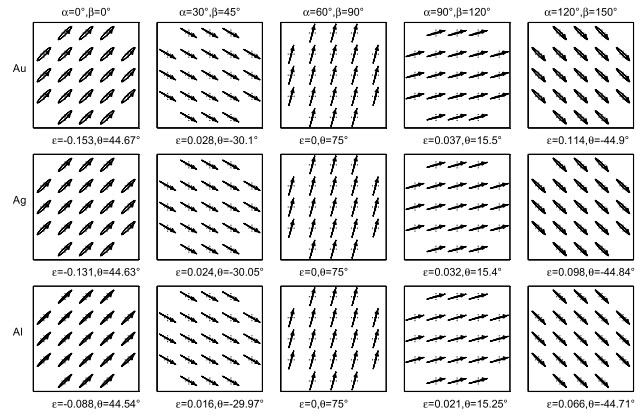 α=0°,β=0° α=30°,β=45° α=60°,β=90° α=90°,β=120° α=120°,β=150°
Au
ε=-0.153,θ=44.67° ε=0.028,θ=-30.1° ε=0,θ=75° ε=0.037,θ=15.5° ε=0.114,θ=-44.9°
Ag
ε=-0.131,θ=44.63° ε=0.024,θ=-30.05° ε=0,θ=75° ε=0.032,θ=15.4° ε=0.098,θ=-44.84°
Al
ε=-0.088,θ=44.54° ε=0.016,θ=-29.97° ε=0,θ=75° ε=0.021,θ=15.25° ε=0.066,θ=-44.71°